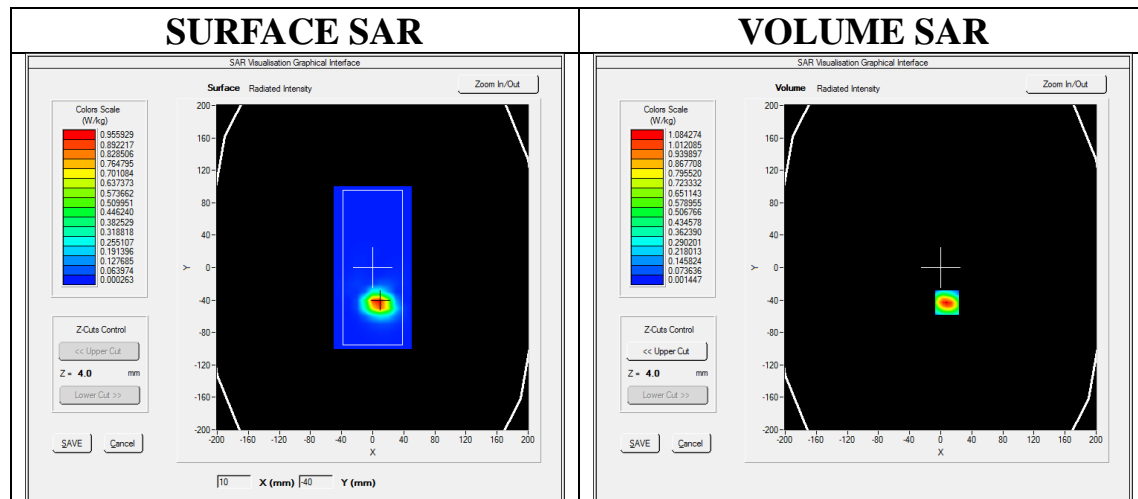 SURFACE SAR
SAR Visualisation Graphical Interface
Surface Radiated Intensity
Zoom In/Out
Colors Scale
(W/kg)
0.955929
0.892217
0.828506
0.764795
0.701084
0.637373
0.573662
0.509951
0.446240
0.382529
0.318818
0.255107
0.191396
0.127685
0.063974
0.000263
Z-Cuts Control
<< Upper Cut
Z = 4.0 mm
Lower Cut >>
SAVE Cancel
200
160
120
80
40
0
-40
-80
-120
-160
-200
Y
-200 -160 -120 -80 -40 0 40 80 120 160 200
X
10 X (mm) -40 Y (mm)
VOLUME SAR
SAR Visualisation Graphical Interface
Volume Radiated Intensity
Zoom In/Out
Colors Scale
(W/kg)
1.084274
1.012085
0.939897
0.867708
0.795520
0.723332
0.651143
0.578955
0.506766
0.434578
0.362390
0.290201
0.218013
0.145824
0.073636
0.001447
Z-Cuts Control
<< Upper Cut
Z = 4.0 mm
Lower Cut >>
SAVE Cancel
200
160
120
80
40
0
-40
-80
-120
-160
-200
Y
-200 -160 -120 -80 -40 0 40 80 120 160 200
X